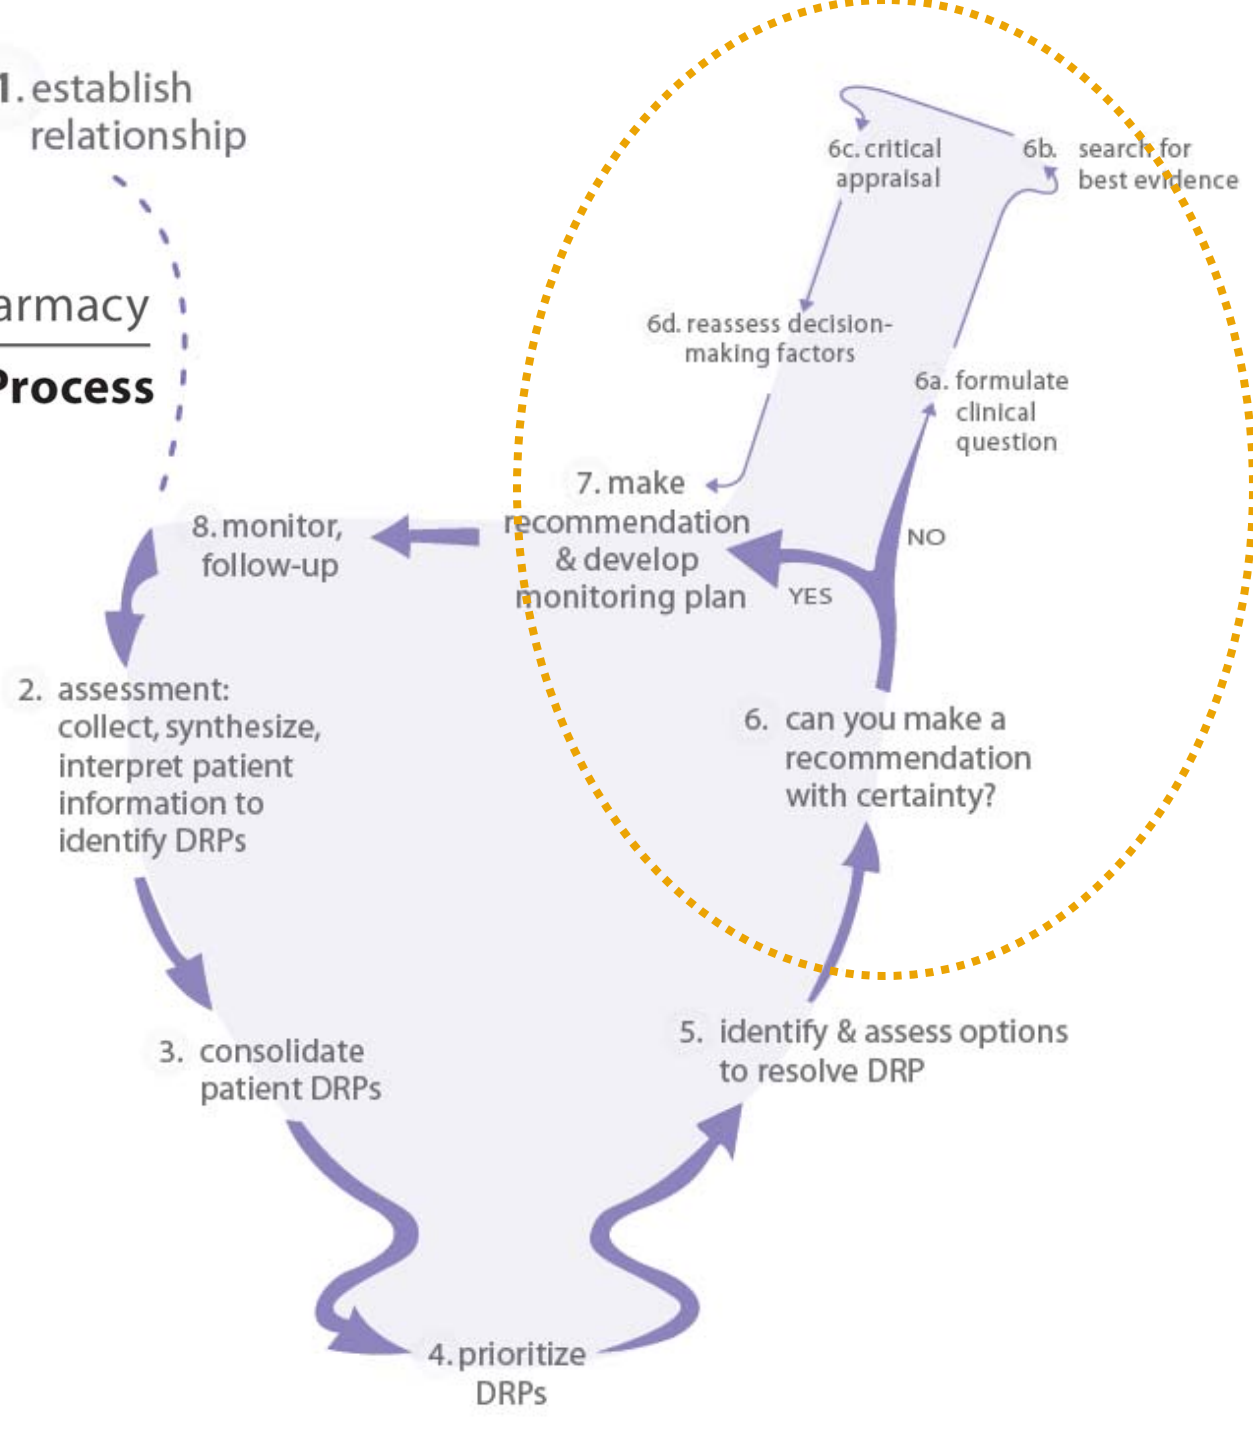 1. establish
relationship
armacy
Process
2. assessment:
collect, synthesize,
interpret patient
information to
identify DRPs
3. consolidate
patient DRPs
4. prioritize
DRPs
5. identify & assess options
to resolve DRP
6. can you make a
recommendation
with certainty?
YES
NO
6a. formulate
clinical
question
6b. search for
best evidence
6c. critical
appraisal
6d. reassess decision-
making factors
7. make
recommendation
& develop
monitoring plan
8. monitor,
follow-up